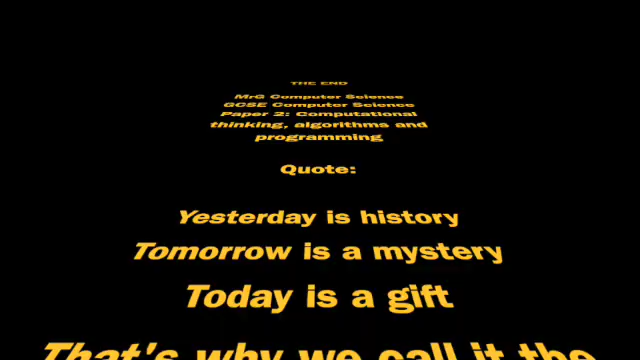 THE END
MrG Computer Science
GCSE Computer Science
Paper 2: Computational
thinking, algorithms and
programming
Quote:
Yesterday is history
Tomorrow is a mystery
Today is a gift
That's why we call it the